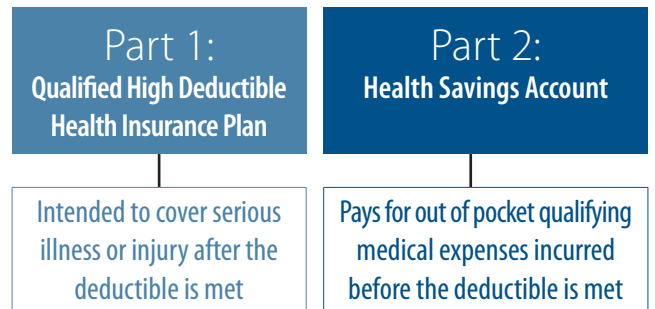 Part 1:
Qualified High Deductible
Health Insurance Plan
Intended to cover serious
illness or injury after the
deductible is met
Part 2:
Health Savings Account
Pays for out of pocket qualifying
medical expenses incurred
before the deductible is met